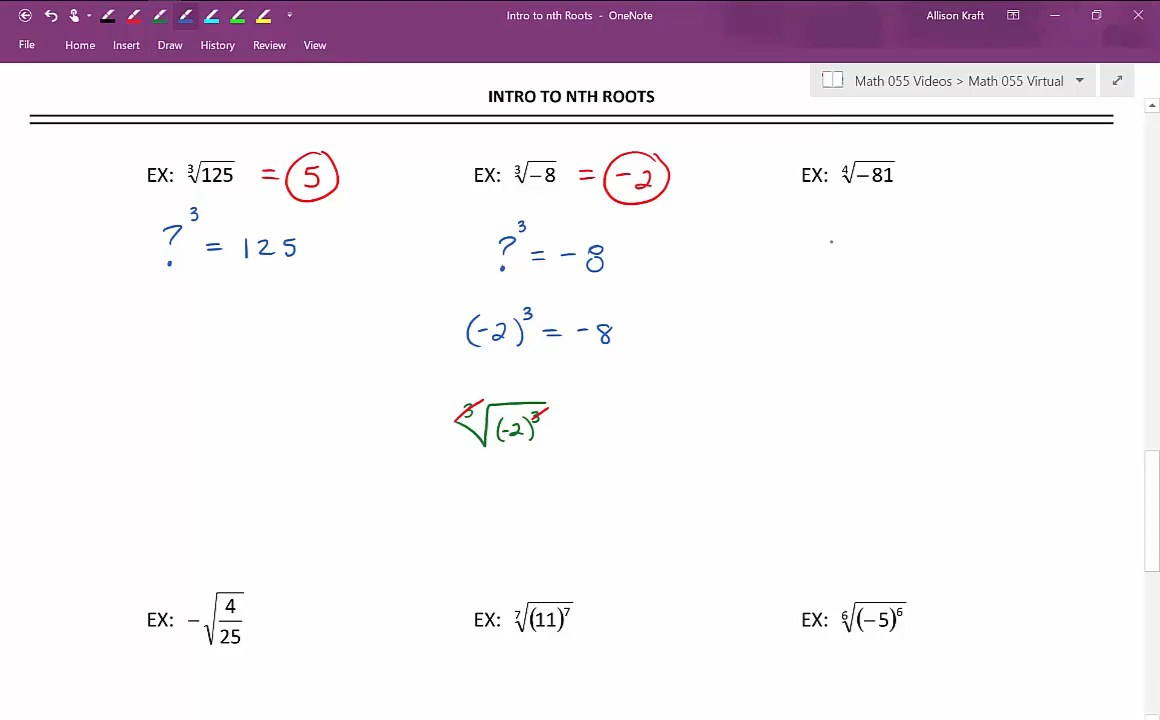 Intro to nth Roots - OneNote
Allison Kraft
File Home Insert Draw History Review View
Math 055 Videos > Math 055 Virtual
INTRO TO NTH ROOTS
EX: ∛125 = 5 EX: ∛−8 = −2 EX: ∜−81
?³ = 125 ?³ = −8
(-2)³ = -8
∛(-2)³
EX: −√(4/25) EX: ⁷√(11)⁷ EX: ⁶√(−5)⁶